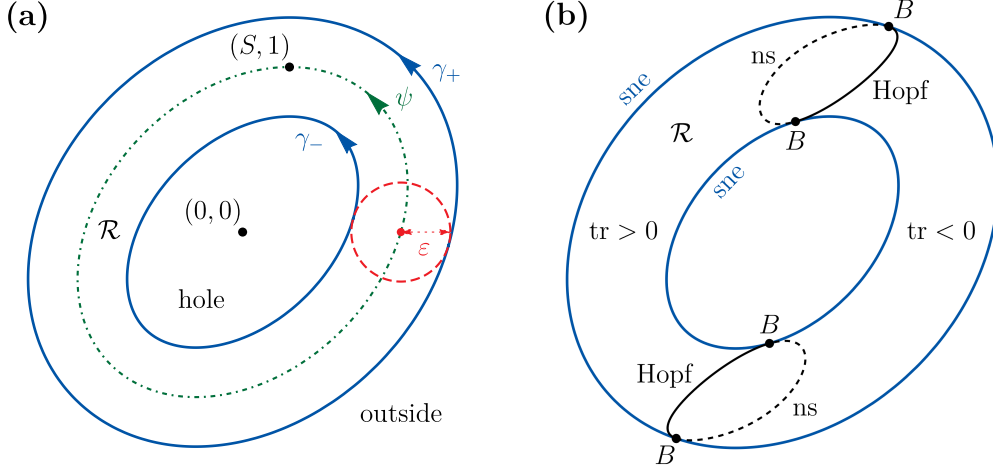 (a)
(S, 1)
γ₊
ψ
γ₋
(0, 0)
ℛ
ε
hole
outside
(b)
B
ns
sne
Hopf
ℛ
B
sne
tr > 0
tr < 0
B
Hopf
ns
B